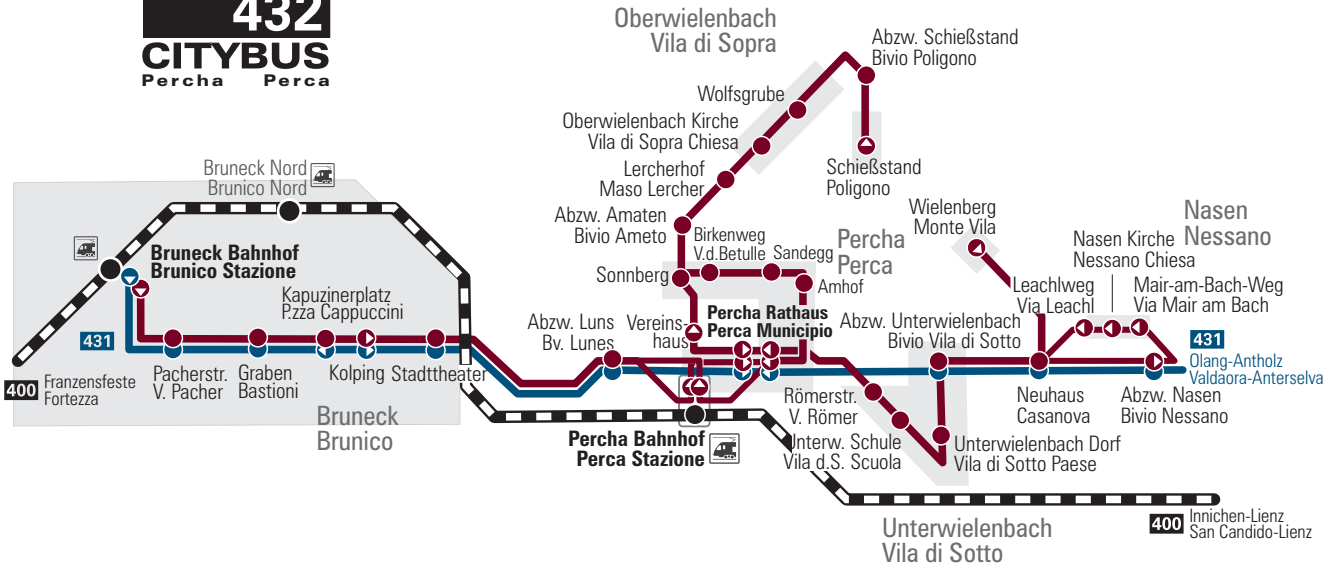 432
CITYBUS
Percha Perca
Oberwielenbach
Vila di Sopra
Abzw. Schießstand
Bivio Poligono
Wolfsgrube
Oberwielenbach Kirche
Vila di Sopra Chiesa
Lercherhof
Maso Lercher
Schießstand
Poligono
Abzw. Amaten
Bivio Ameto
Birkenweg
V.d.Betulle
Sandegg
Sonnberg
Amhof
Percha
Perca
Wielenberg
Monte Vila
Nasen
Nessano
Nasen Kirche
Nessano Chiesa
Leachlweg
Via Leachl
Mair-am-Bach-Weg
Via Mair am Bach
Bruneck Nord
Brunico Nord
Bruneck Bahnhof
Brunico Stazione
Kapuzinerplatz
P.zza Cappuccini
Abzw. Luns
Bv. Lunes
Vereins-
haus
Percha Rathaus
Perca Municipio
Abzw. Unterwielenbach
Bivio Vila di Sotto
431
431
Olang-Antholz
Valdaora-Anterselva
400
Franzensfeste
Fortezza
Pacherstr.
V. Pacher
Graben
Bastioni
Kolping
Stadttheater
Bruneck
Brunico
Römerstr.
V. Römer
Neuhaus
Casanova
Abzw. Nasen
Bivio Nessano
Percha Bahnhof
Perca Stazione
Unterw. Schule
Vila d.S. Scuola
Unterwielenbach Dorf
Vila di Sotto Paese
Unterwielenbach
Vila di Sotto
400
Innichen-Lienz
San Candido-Lienz